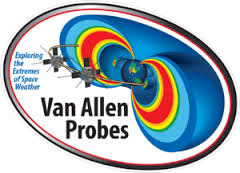 Exploring
the Extremes
of Space
Weather
Van Allen
Probes